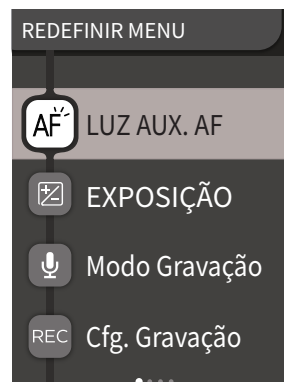 REDEFINIR MENU
AF LUZ AUX. AF
EXPOSIÇÃO
Modo Gravação
REC Cfg. Gravação